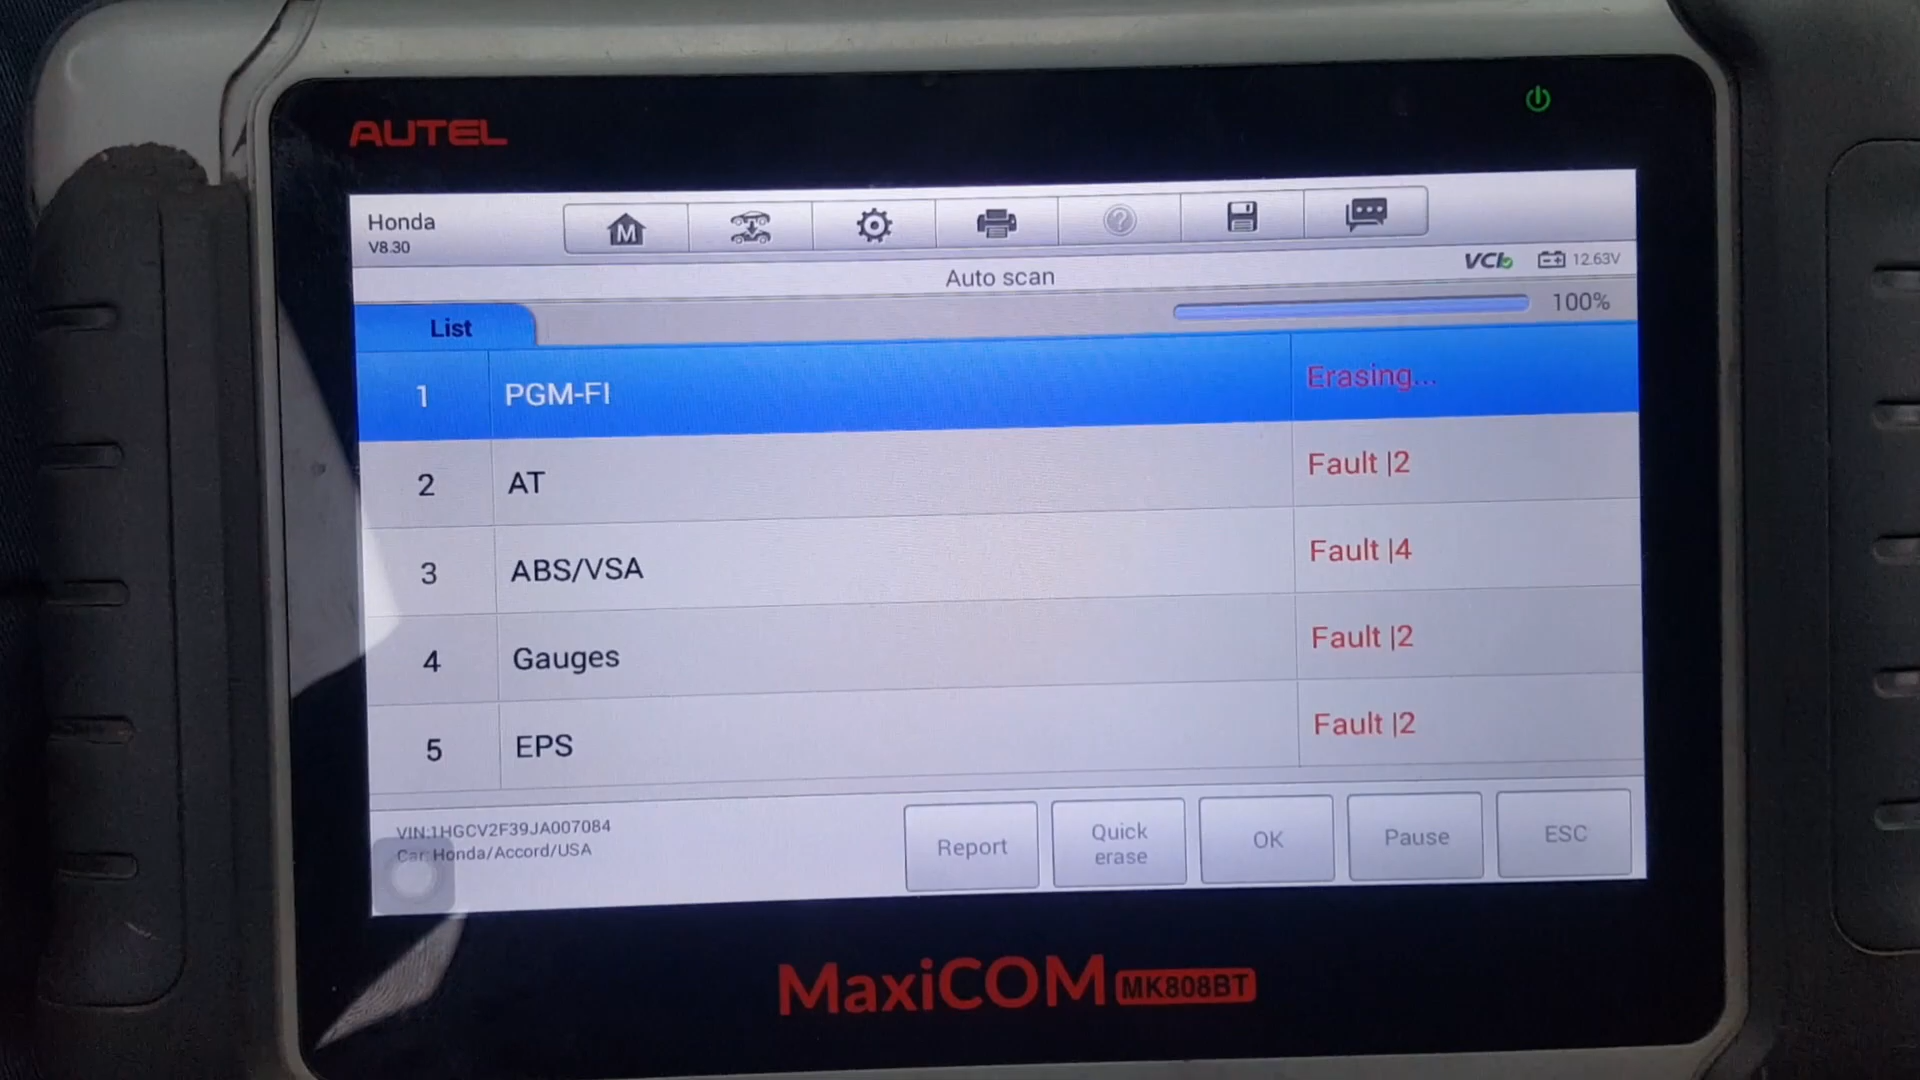 AUTEL
Honda
V8.30
M
?
VCI
12.63V
Auto scan
List
100%
1 PGM-FI Erasing...
2 AT Fault |2
3 ABS/VSA Fault |4
4 Gauges Fault |2
5 EPS Fault |2
VIN:1HGCV2F39JA007084
Car: Honda/Accord/USA
Report
Quick
erase
OK
Pause
ESC
MaxiCOM MK808BT